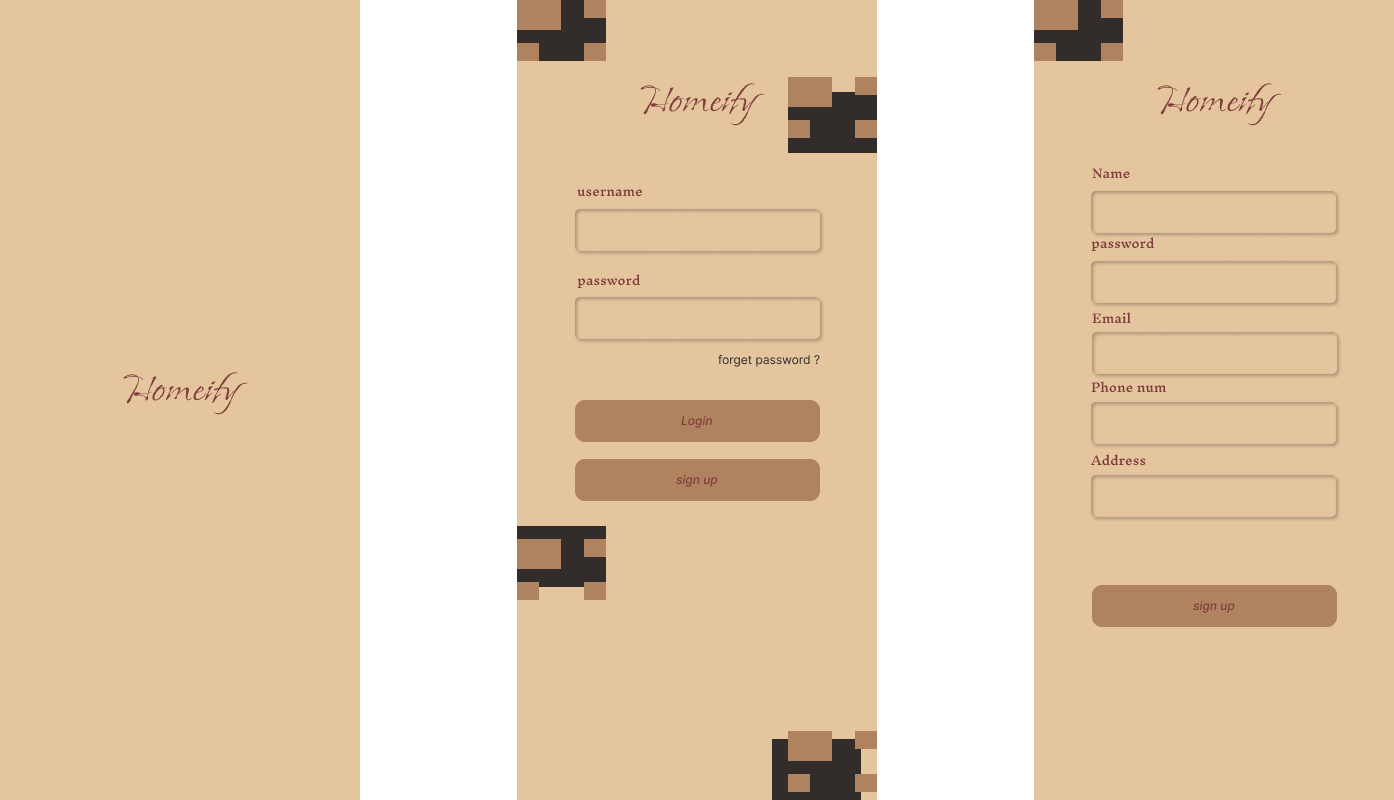 Homeify
Homeify
username
password
forget password ?
Login
sign up
Homeify
Name
password
Email
Phone num
Address
sign up